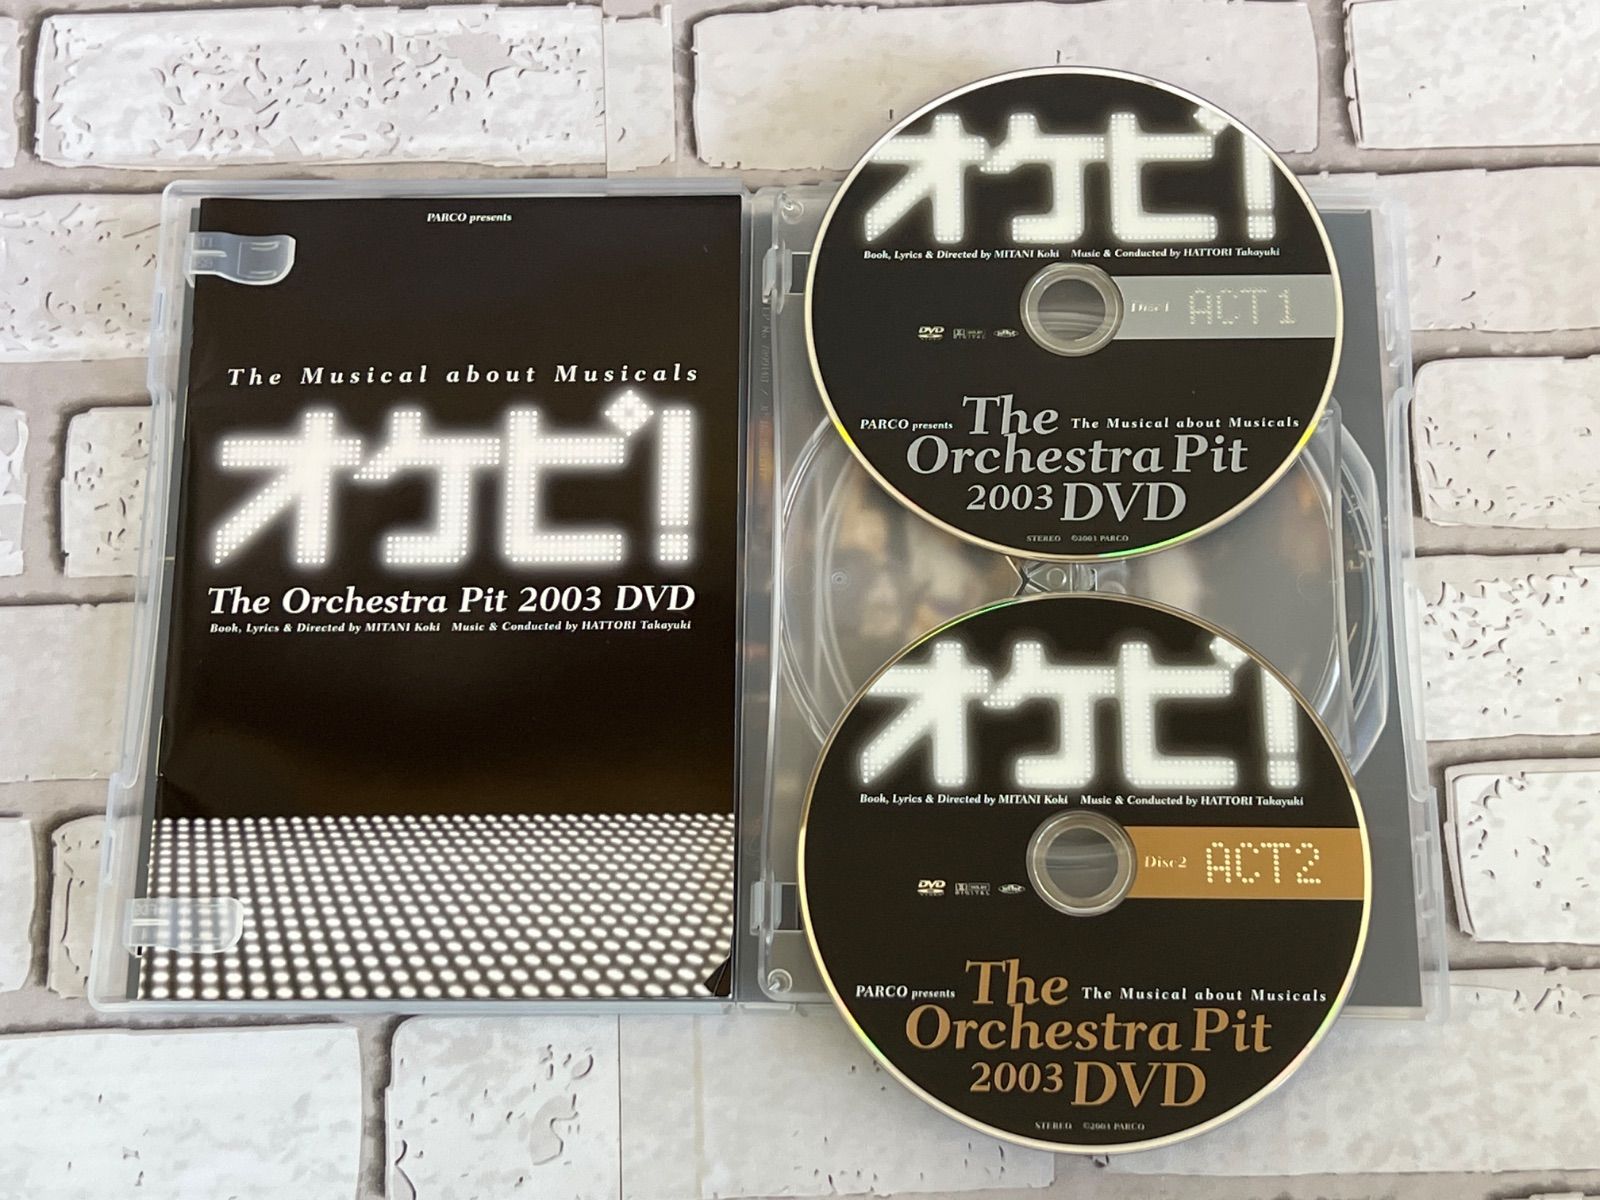 PARCO presents
The Musical about Musicals
オケピ!
The Orchestra Pit 2003 DVD
Book, Lyrics & Directed by MITANI Koki Music & Conducted by HATTORI Takayuki
オケピ!
Book, Lyrics & Directed by MITANI Koki Music & Conducted by HATTORI Takayuki
Disc1 ACT1
DVD
PARCO presents The Musical about Musicals
The
Orchestra Pit
2003 DVD
STEREO ©2003 PARCO
オケピ!
Book, Lyrics & Directed by MITANI Koki Music & Conducted by HATTORI Takayuki
Disc2 ACT2
DVD
PARCO presents The Musical about Musicals
The
Orchestra Pit
2003 DVD
STEREO ©2003 PARCO